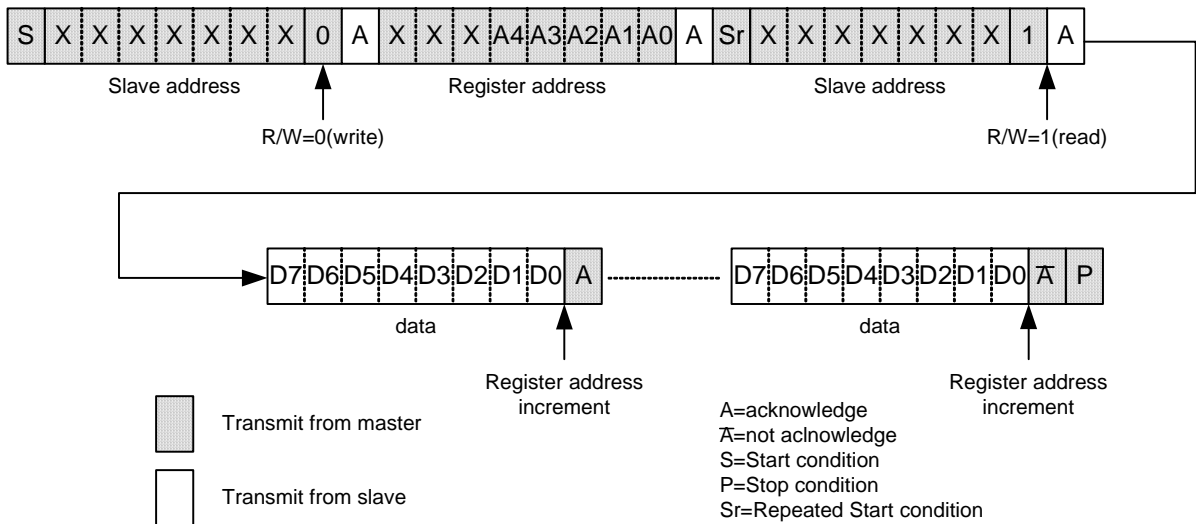 S X X X X X X X 0 A X X X A4 A3 A2 A1 A0 A Sr X X X X X X X 1 A
Slave address Register address Slave address
R/W=0(write) R/W=1(read)
D7 D6 D5 D4 D3 D2 D1 D0 A D7 D6 D5 D4 D3 D2 D1 D0 A̅ P
data data
Register address Register address
increment increment
Transmit from master
Transmit from slave
A=acknowledge
A̅=not aclnowledge
S=Start condition
P=Stop condition
Sr=Repeated Start condition